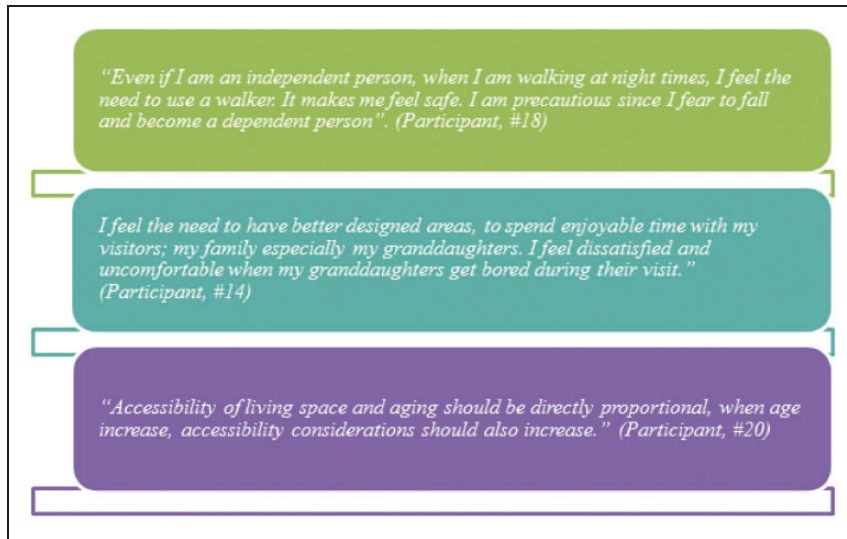 “Even if I am an independent person, when I am walking at night times, I feel the
need to use a walker. It makes me feel safe. I am precautious since I fear to fall
and become a dependent person”. (Participant, #18)
I feel the need to have better designed areas, to spend enjoyable time with my
visitors; my family especially my granddaughters. I feel dissatisfied and
uncomfortable when my granddaughters get bored during their visit.”
(Participant, #14)
“Accessibility of living space and aging should be directly proportional, when age
increase, accessibility considerations should also increase.” (Participant, #20)